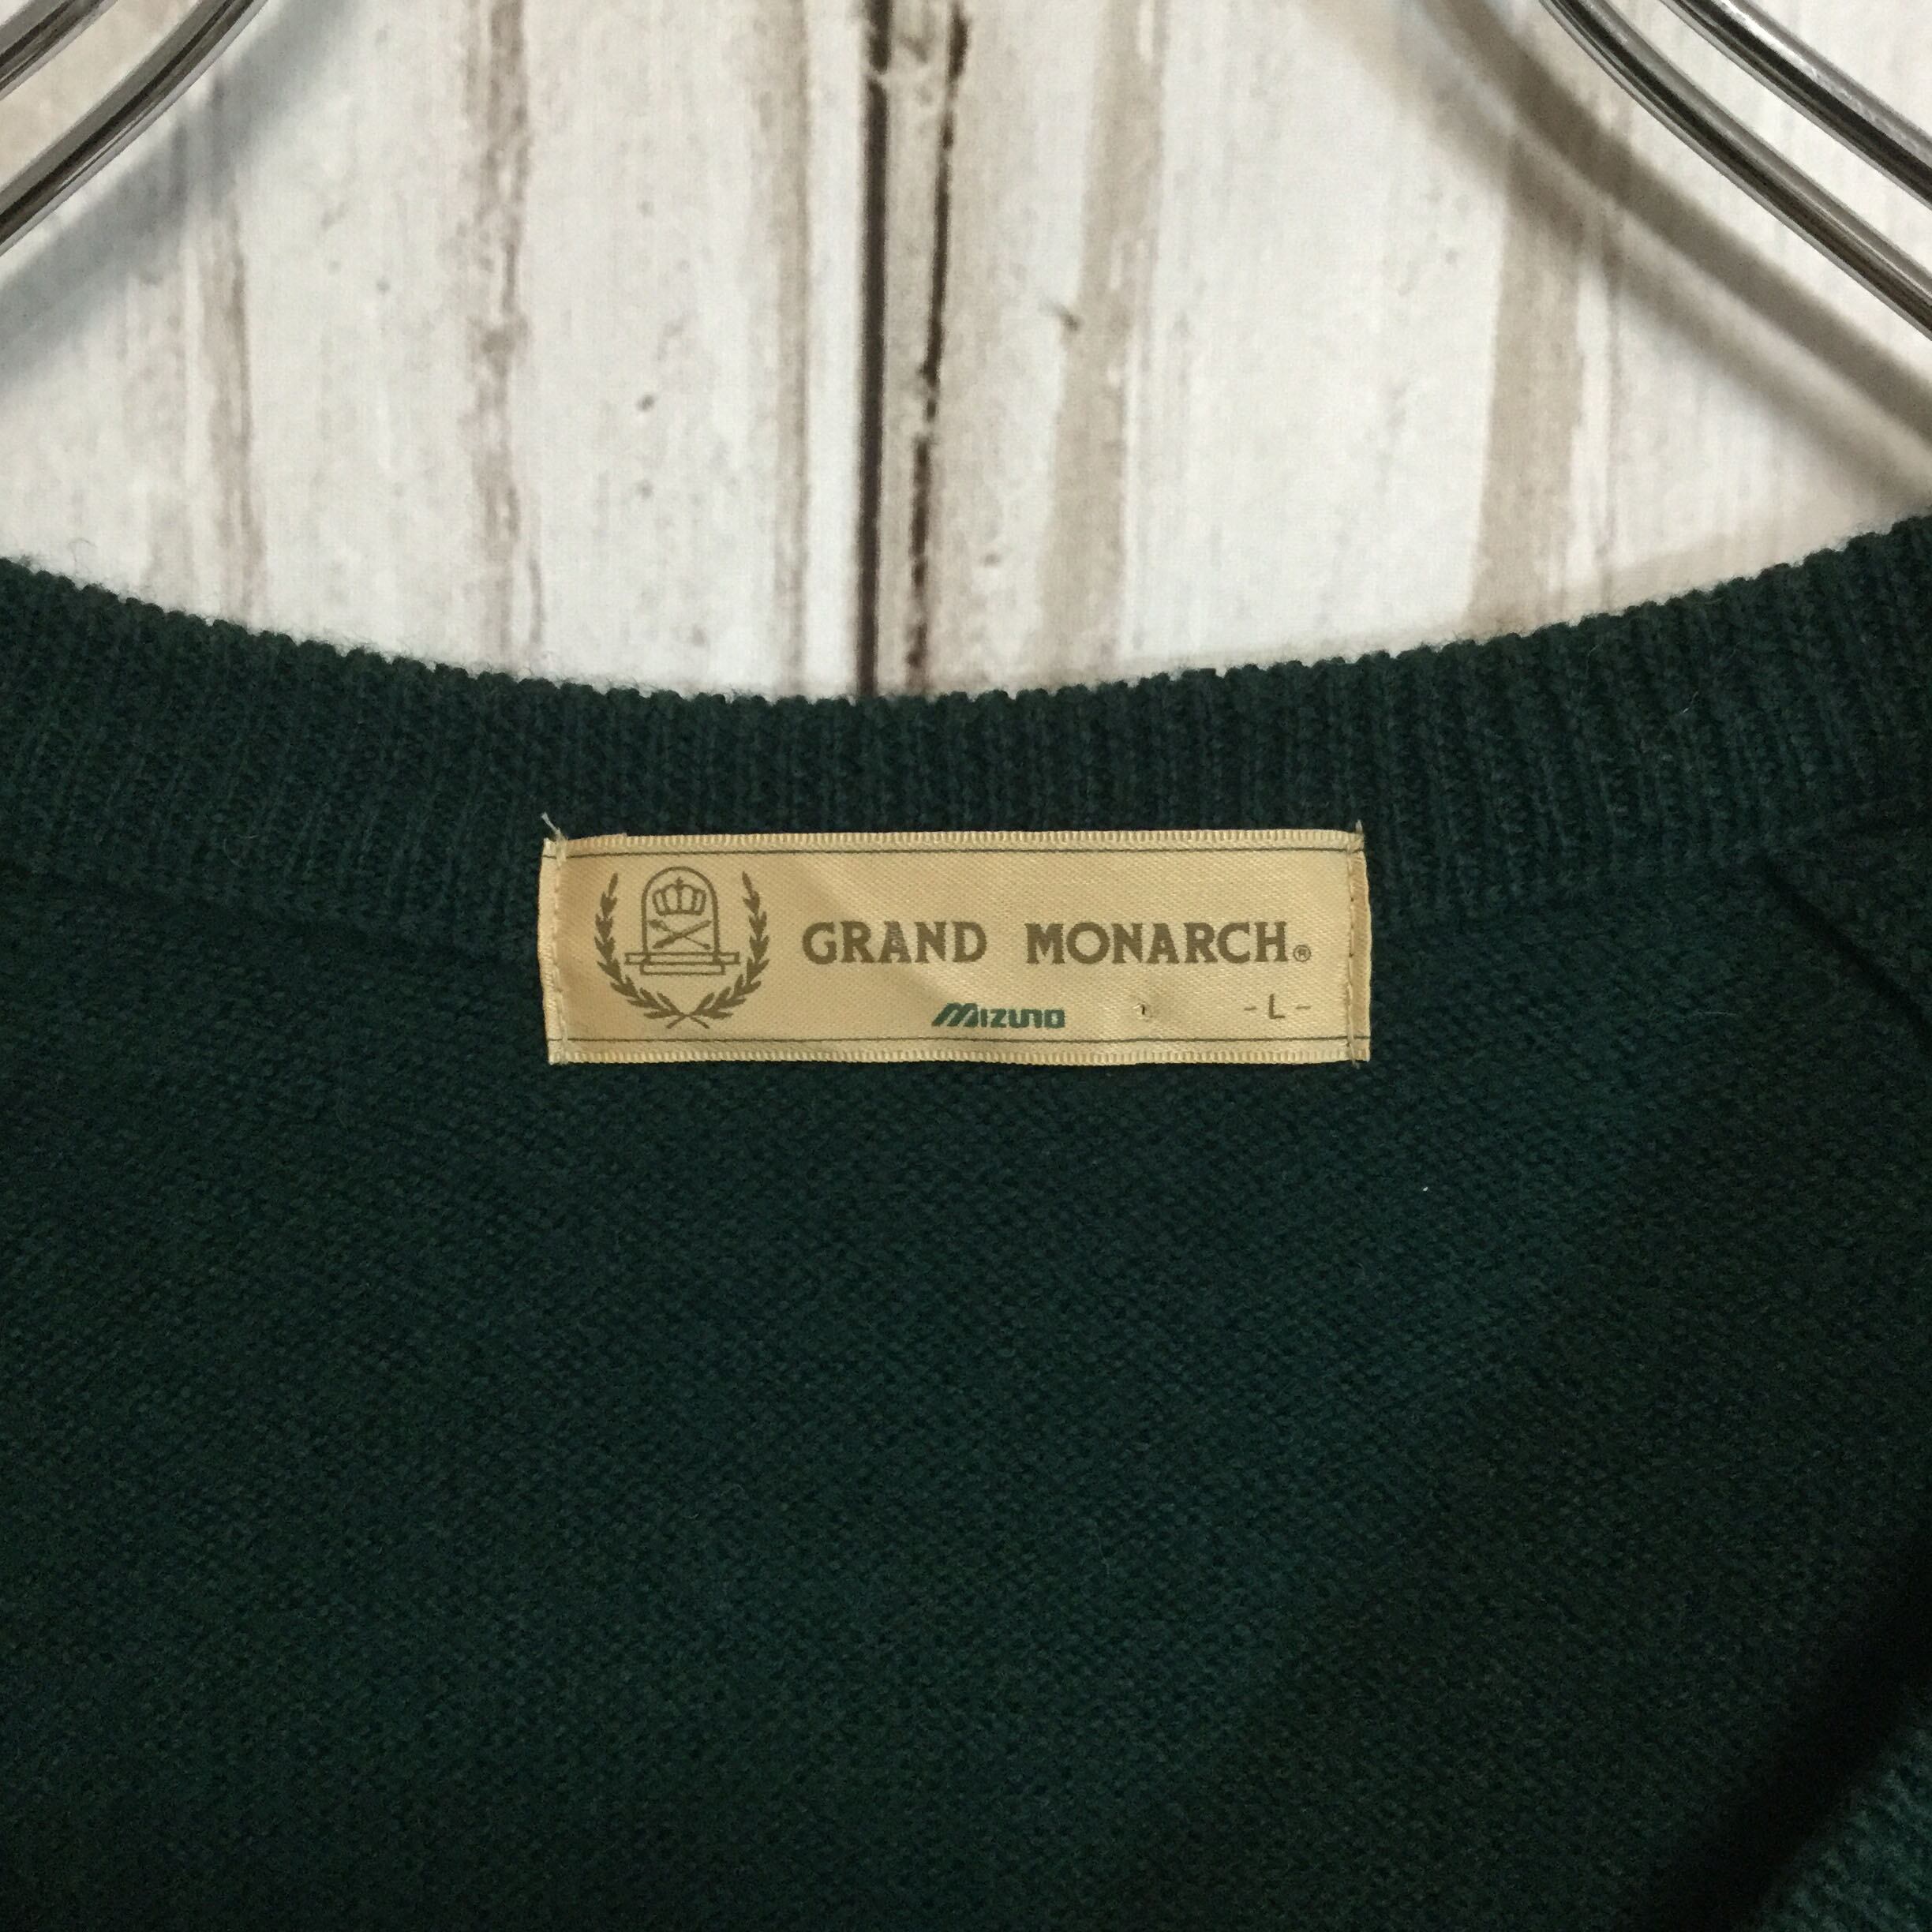 GRAND MONARCH®
MIZUNO -L-